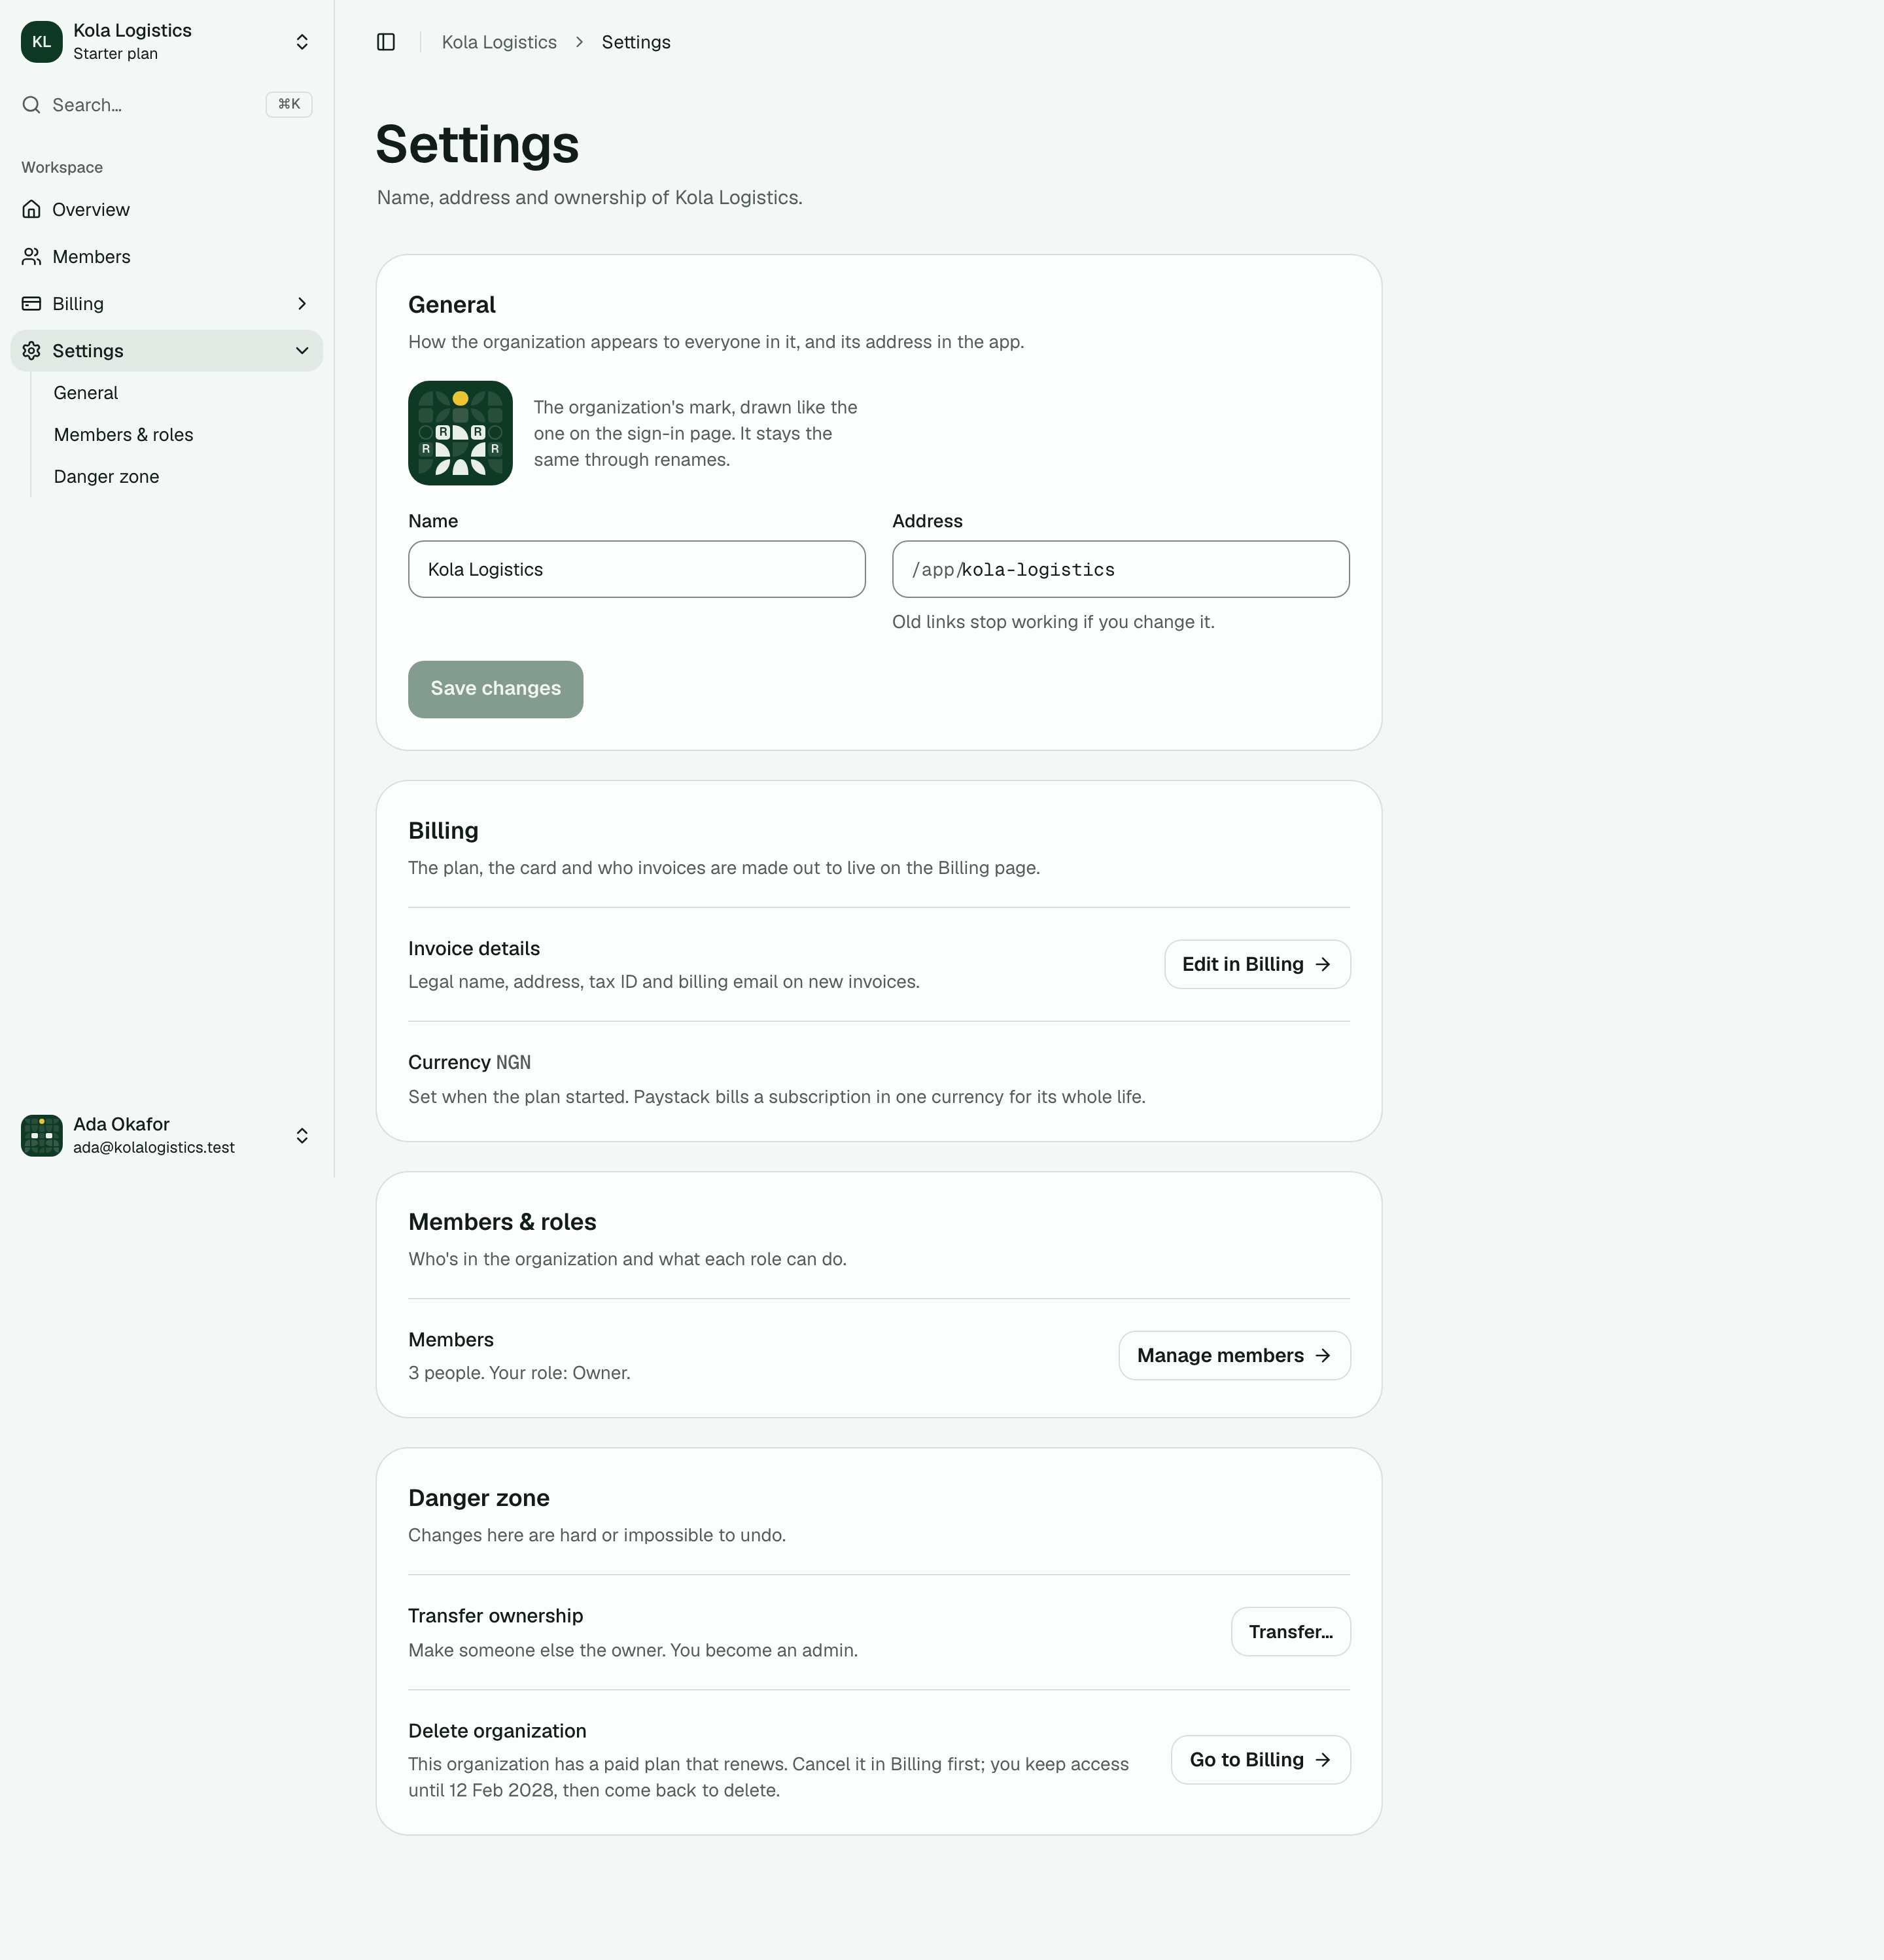 KL
Kola Logistics
Starter plan
Search...
⌘K
Workspace
Overview
Members
Billing
Settings
General
Members & roles
Danger zone
Ada Okafor
ada@kolalogistics.test
Kola Logistics > Settings
Settings
Name, address and ownership of Kola Logistics.
General
How the organization appears to everyone in it, and its address in the app.
R R
R R
The organization's mark, drawn like the
one on the sign-in page. It stays the
same through renames.
Name
Kola Logistics
Address
/app/kola-logistics
Old links stop working if you change it.
Save changes
Billing
The plan, the card and who invoices are made out to live on the Billing page.
Invoice details
Legal name, address, tax ID and billing email on new invoices.
Edit in Billing →
Currency NGN
Set when the plan started. Paystack bills a subscription in one currency for its whole life.
Members & roles
Who's in the organization and what each role can do.
Members
3 people. Your role: Owner.
Manage members →
Danger zone
Changes here are hard or impossible to undo.
Transfer ownership
Make someone else the owner. You become an admin.
Transfer...
Delete organization
This organization has a paid plan that renews. Cancel it in Billing first; you keep access
until 12 Feb 2028, then come back to delete.
Go to Billing →